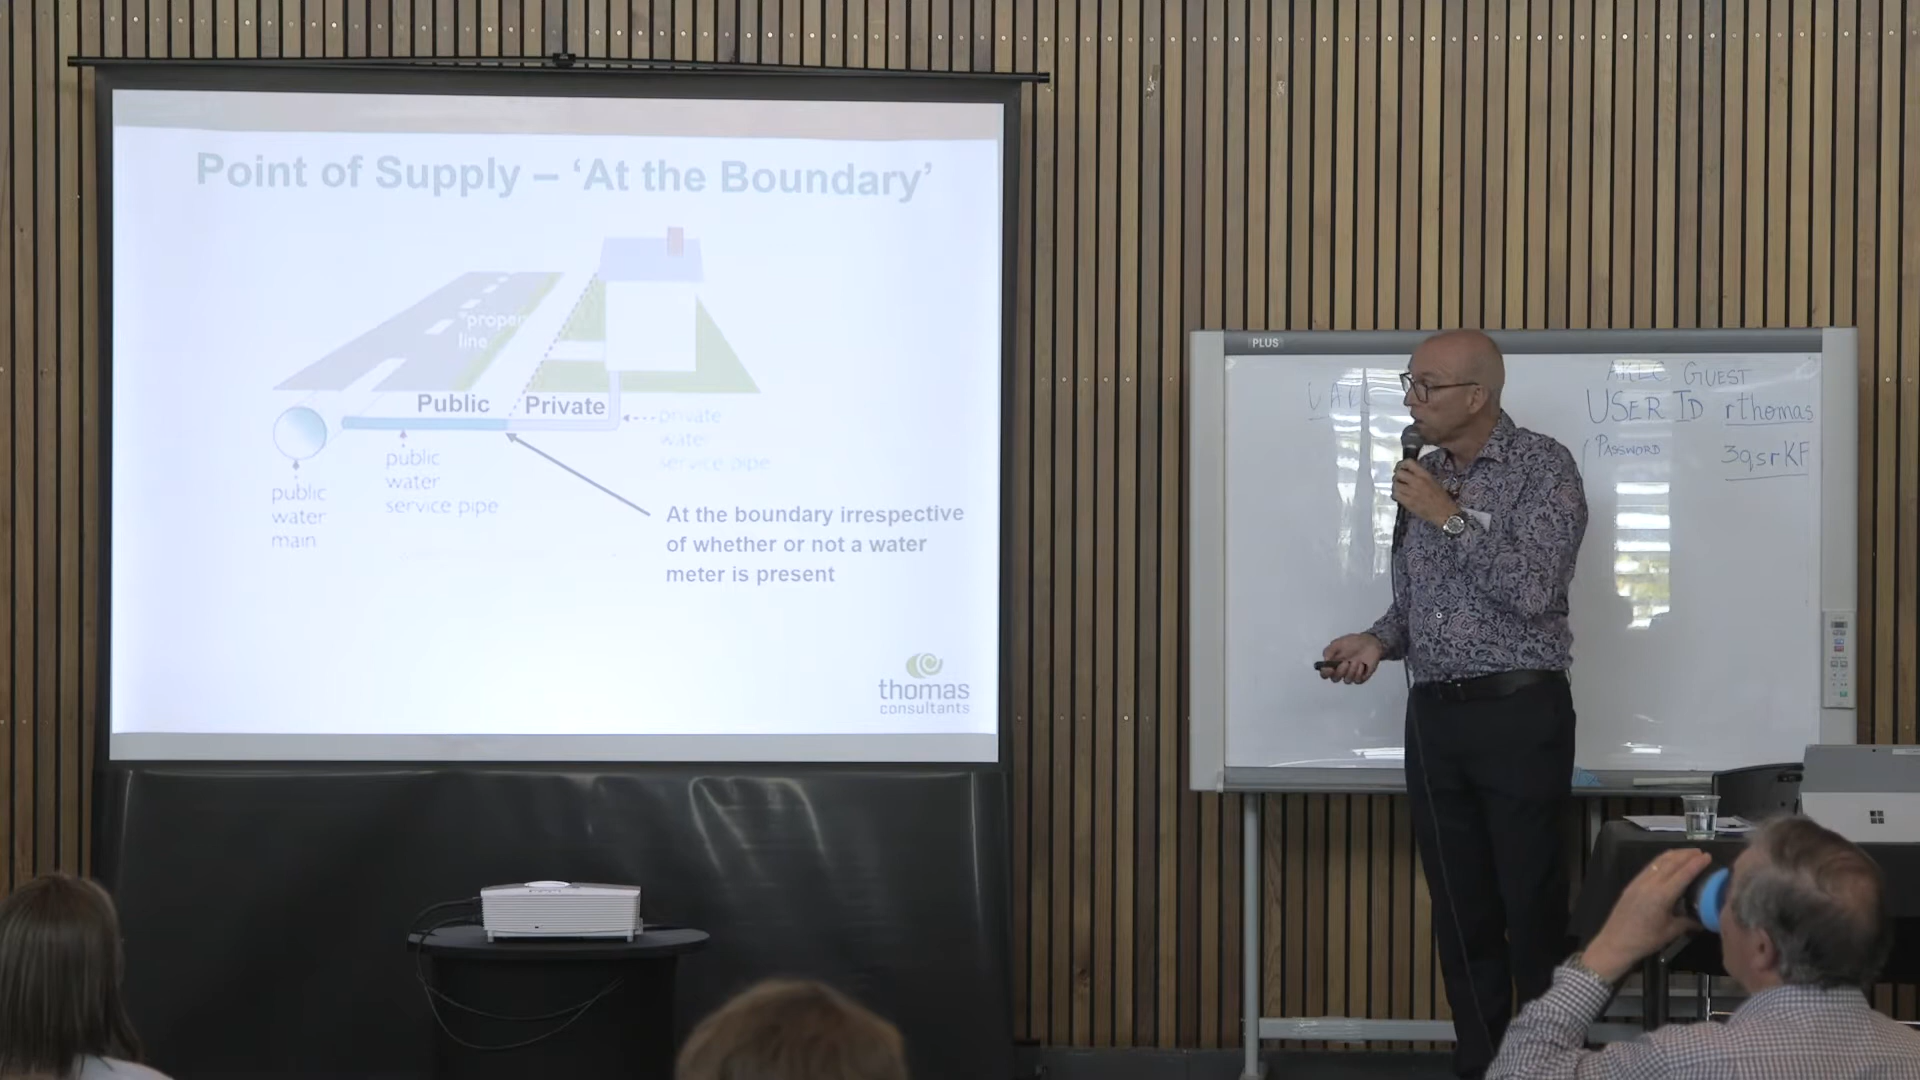 Point of Supply – ‘At the Boundary’
line
Public
Private
private
water
service pipe
public
water
service pipe
public
water
main
At the boundary irrespective
of whether or not a water
meter is present
thomas
consultants
PLUS
GUEST
USER ID rthomas
PASSWORD 3qsrKF